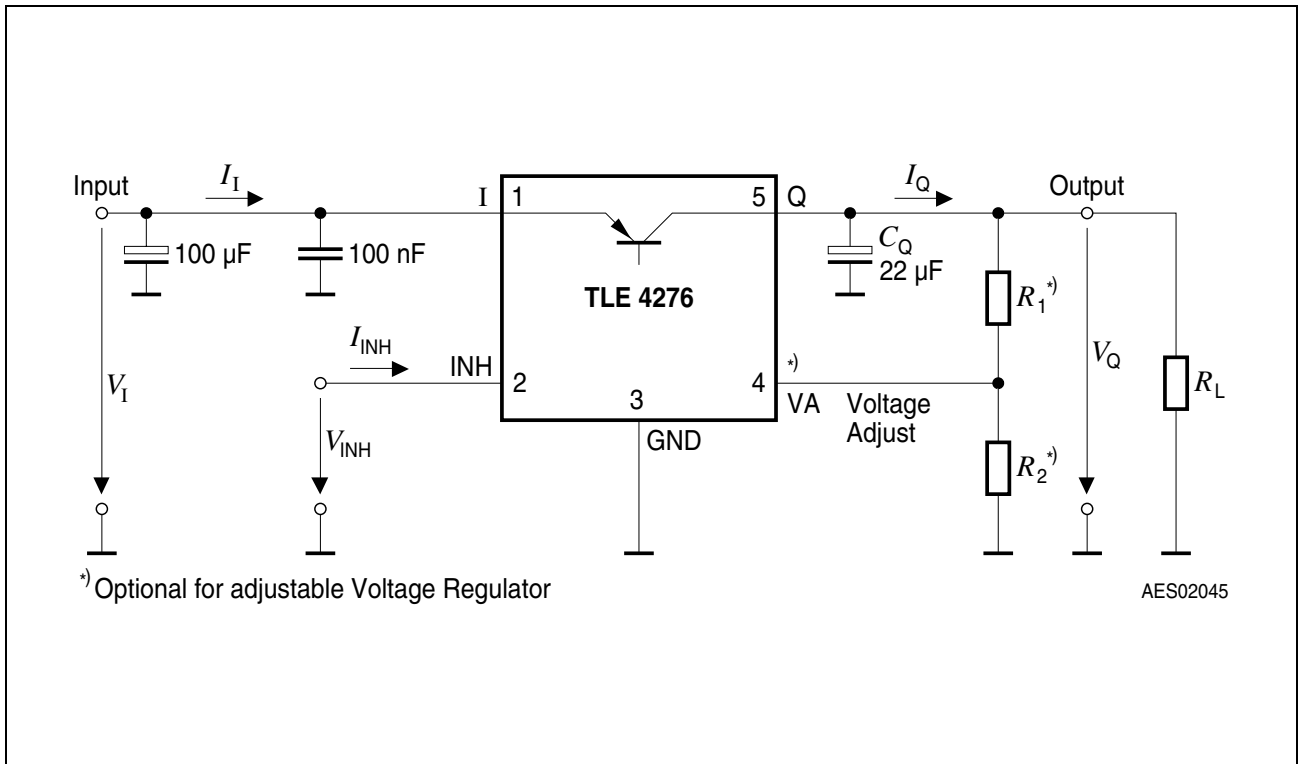 Input
I_I
I
1
5
Q
I_Q
Output
100 µF
100 nF
C_Q
22 µF
TLE 4276
R_1 *)
I_INH
INH
2
V_I
V_INH
3
GND
4
*)
VA
Voltage
Adjust
V_Q
R_L
R_2 *)
*) Optional for adjustable Voltage Regulator
AES02045